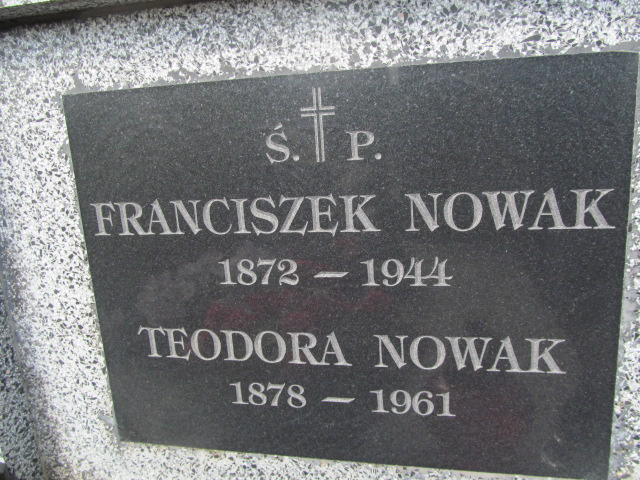 Ś. P.
FRANCISZEK NOWAK
1872 – 1944
TEODORA NOWAK
1878 – 1961